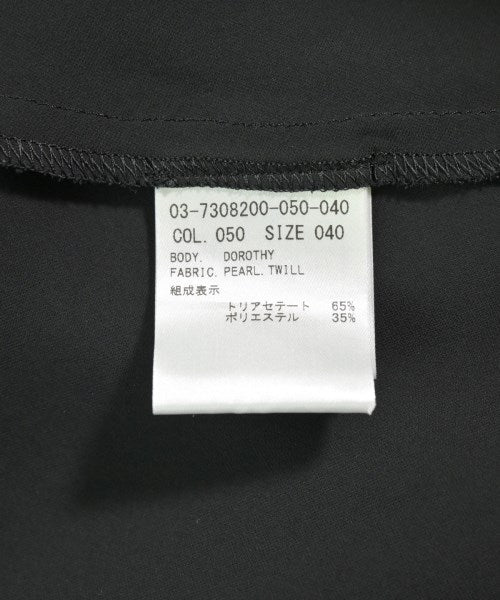 03-7308200-050-040
COL. 050 SIZE 040
BODY. DOROTHY
FABRIC. PEARL. TWILL
組成表示
トリアセテート 65%
ポリエステル 35%